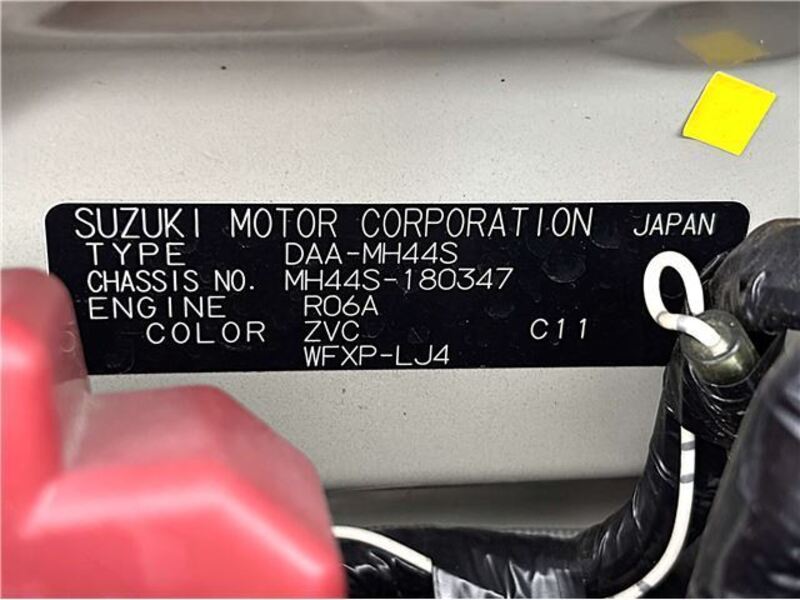 SUZUKI MOTOR CORPORATION JAPAN
TYPE DAA-MH44S
CHASSIS NO. MH44S-180347
ENGINE R06A
COLOR ZVC C11
WFXP-LJ4